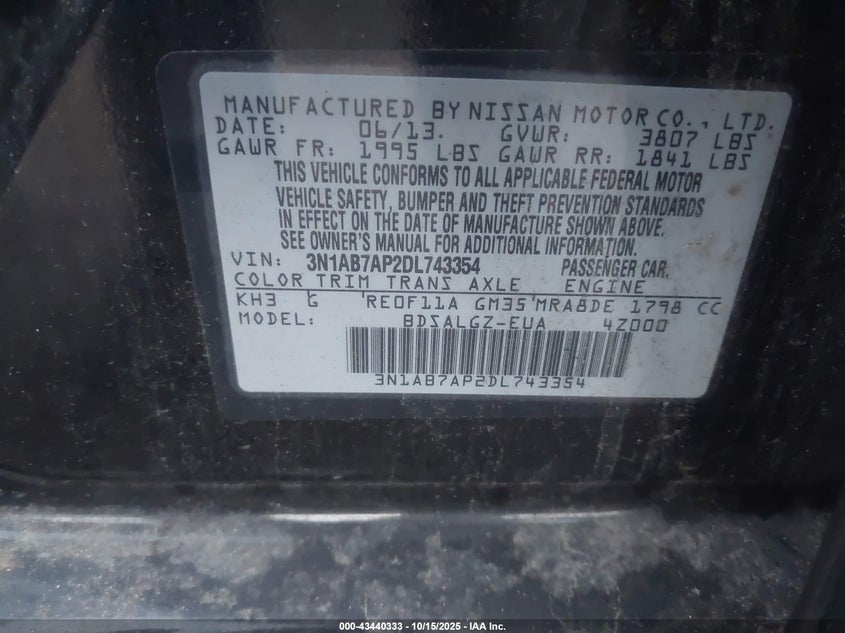 MANUFACTURED BY NISSAN MOTOR CO., LTD.
DATE: 06/13. GVWR: 3807 LBS
GAWR FR: 1995 LBS GAWR RR: 1841 LBS
THIS VEHICLE CONFORMS TO ALL APPLICABLE FEDERAL MOTOR
VEHICLE SAFETY, BUMPER AND THEFT PREVENTION STANDARDS
IN EFFECT ON THE DATE OF MANUFACTURE SHOWN ABOVE.
SEE OWNER'S MANUAL FOR ADDITIONAL INFORMATION.
VIN: 3N1AB7AP2DL743354 PASSENGER CAR.
COLOR TRIM TRANS AXLE ENGINE
KH3 G RE0F11A GM35 MRA8DE 1798 CC
MODEL: BDSALGZ-EUA 4Z000
3N1AB7AP2DL743354
000-43440333 - 10/15/2025 - IAA Inc.